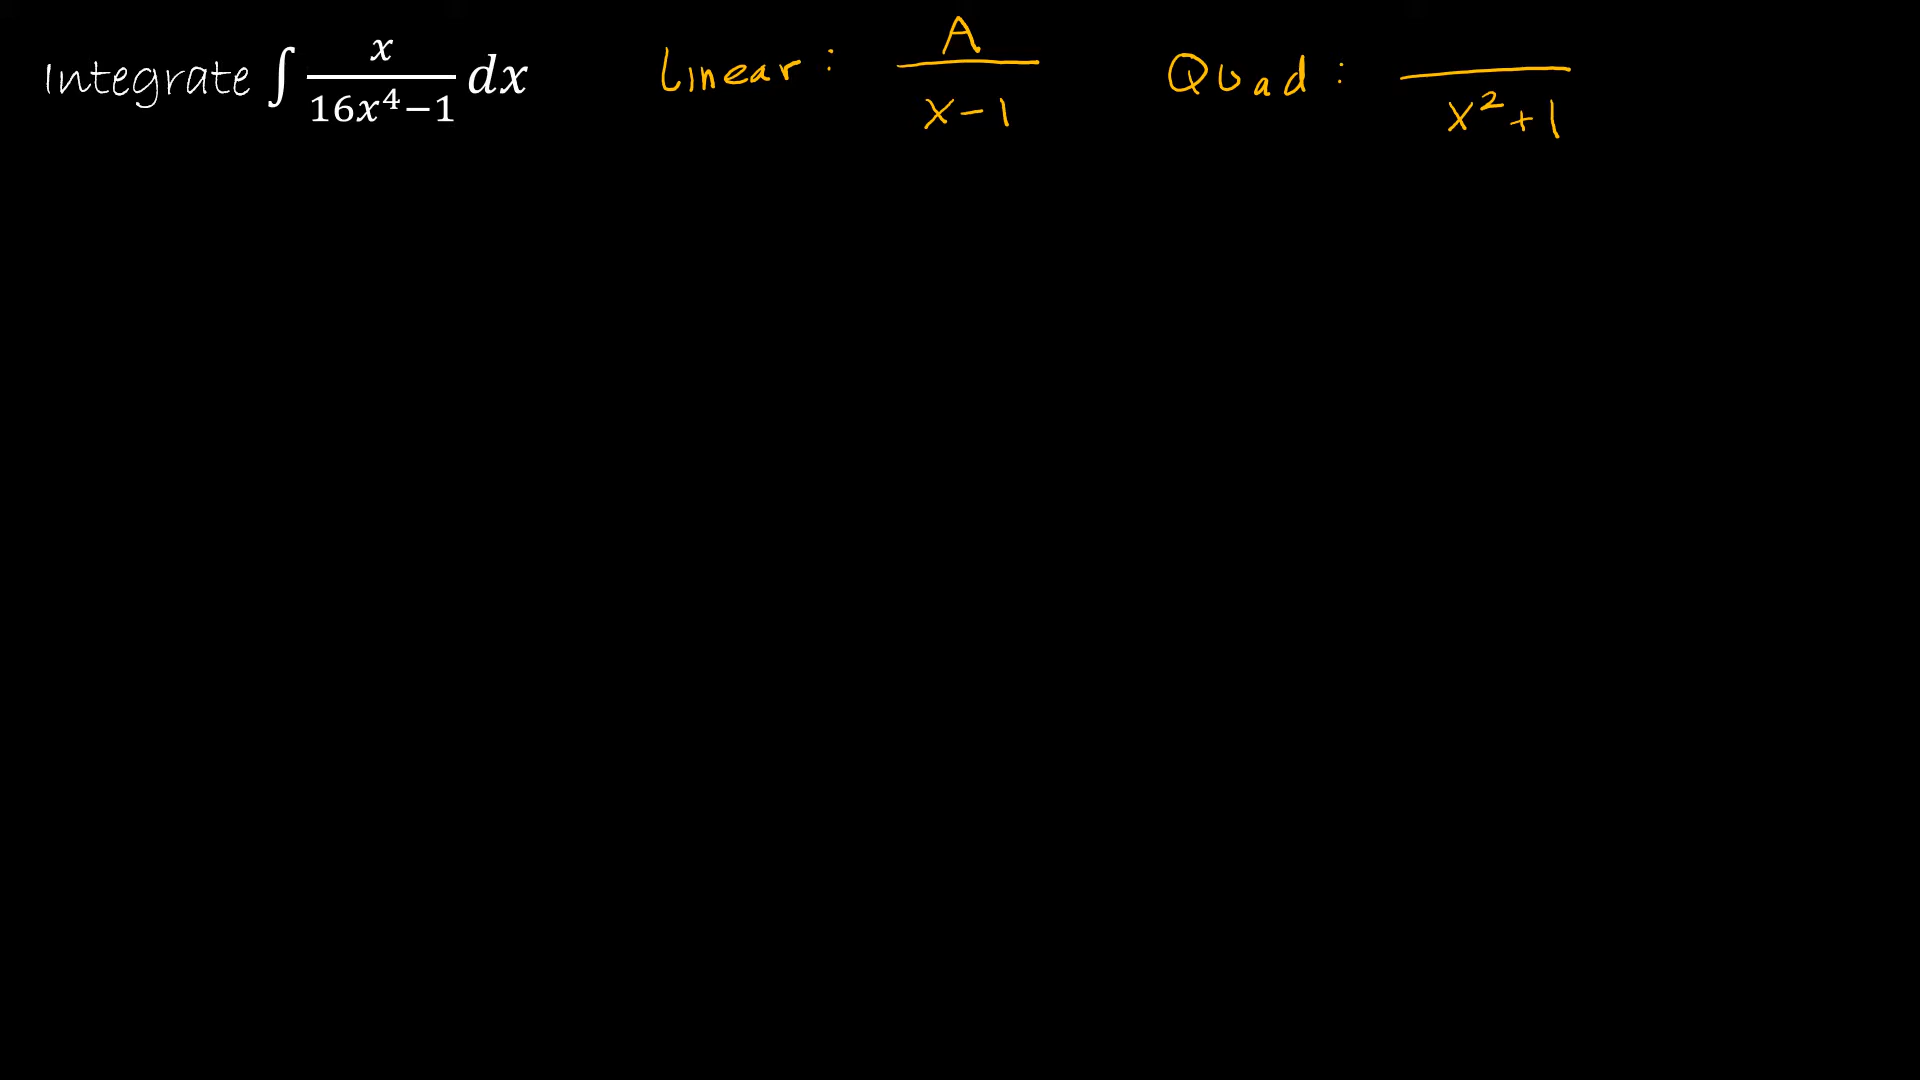 Integrate ∫ x/(16x⁴−1) dx    Linear : A/(x−1)    Quad : /(x²+1)